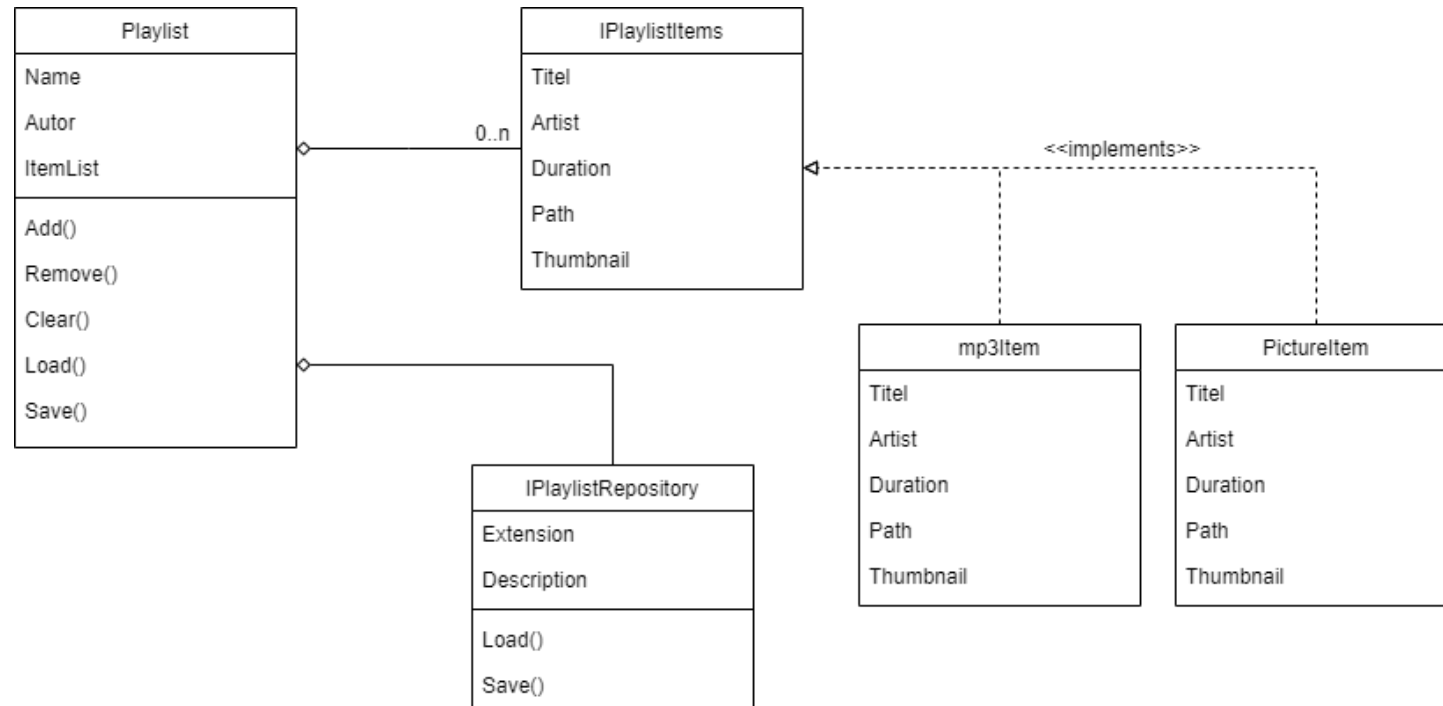 Playlist
Name
Autor
ItemList
Add()
Remove()
Clear()
Load()
Save()
0..n
IPlaylistItems
Titel
Artist
Duration
Path
Thumbnail
<<implements>>
mp3Item
Titel
Artist
Duration
Path
Thumbnail
PictureItem
Titel
Artist
Duration
Path
Thumbnail
IPlaylistRepository
Extension
Description
Load()
Save()